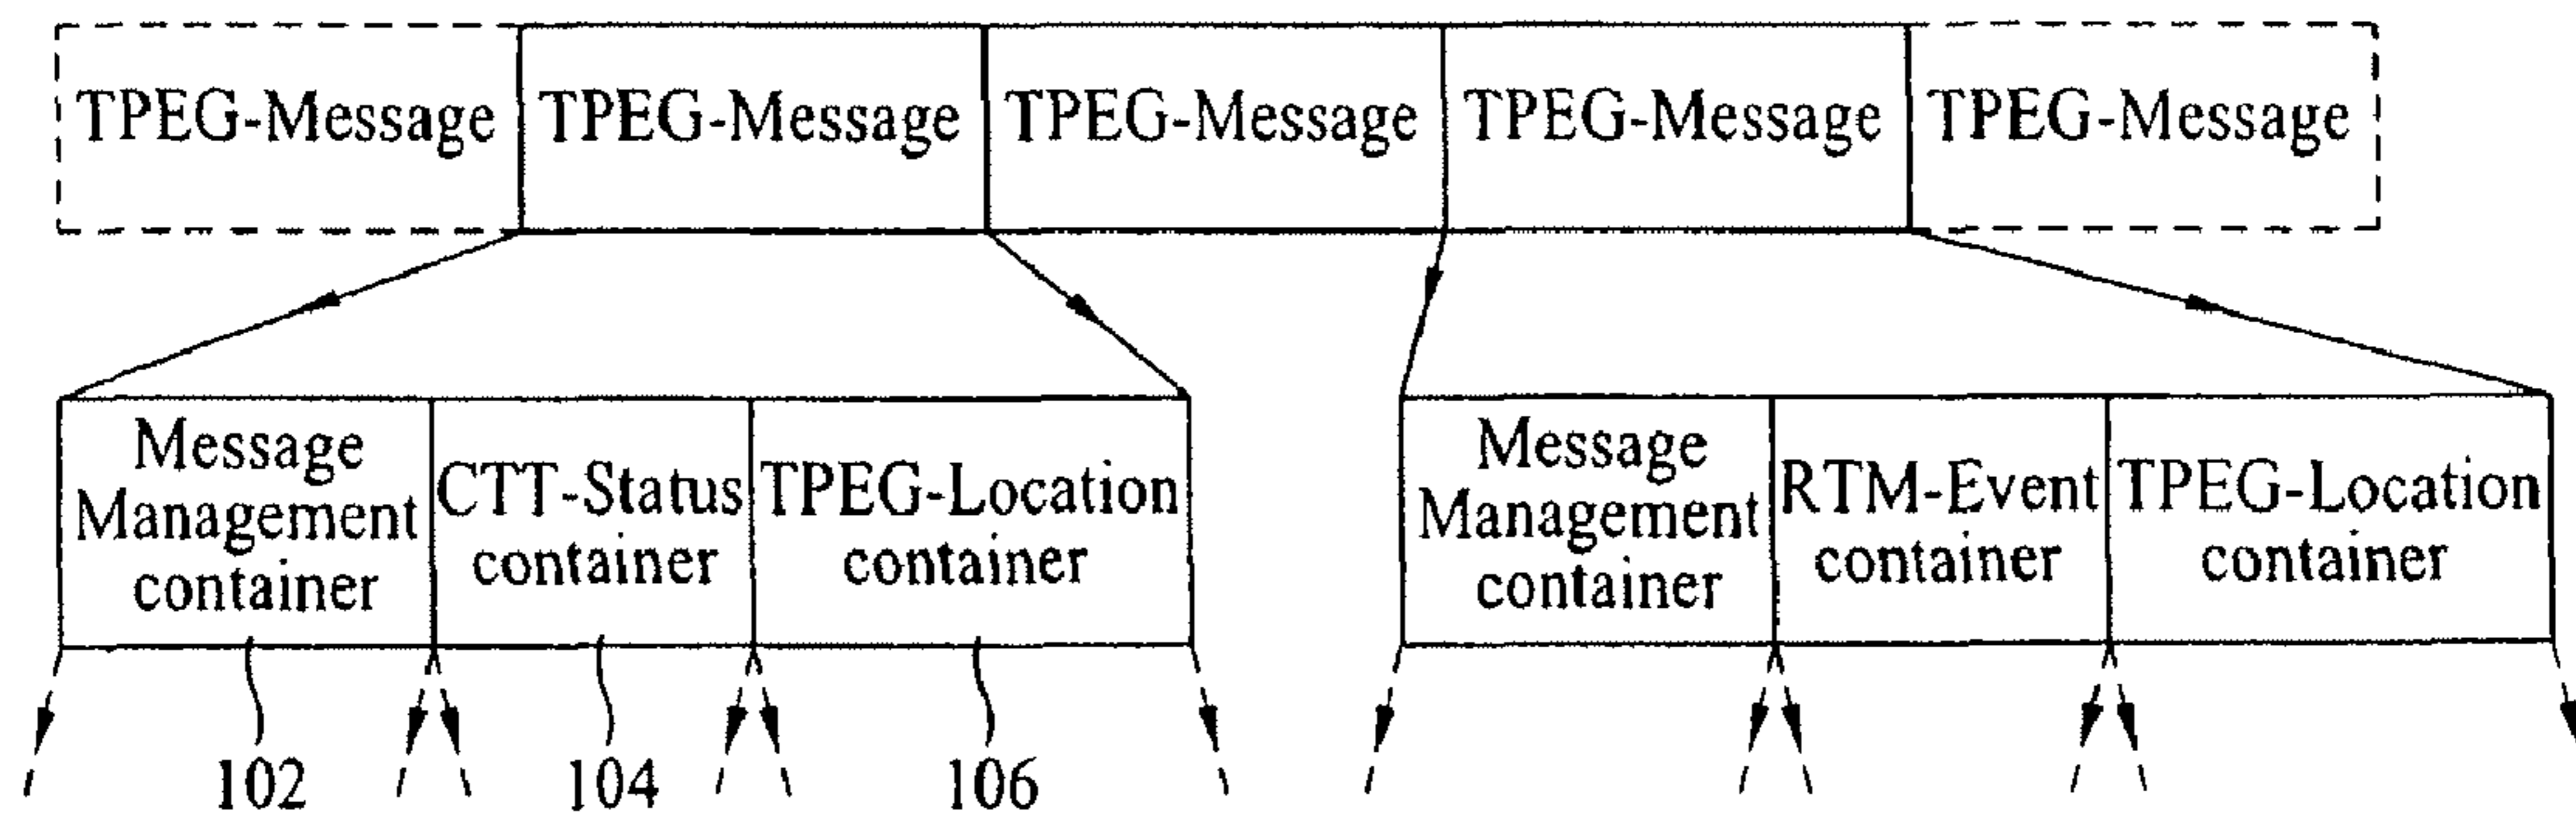 TPEG-Message TPEG-Message TPEG-Message TPEG-Message TPEG-Message
Message
Management
container
CTT-Status
container
TPEG-Location
container
Message
Management
container
RTM-Event
container
TPEG-Location
container
102
104
106